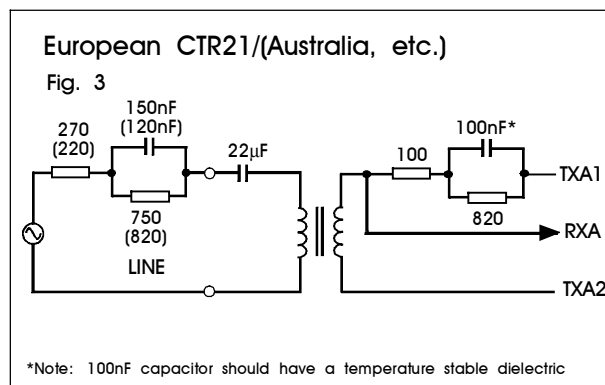 European CTR21/(Australia, etc.)
Fig. 3
150nF
(120nF)
270
(220)
22μF
100nF*
100
TXA1
750
(820)
820
RXA
LINE
TXA2
*Note: 100nF capacitor should have a temperature stable dielectric